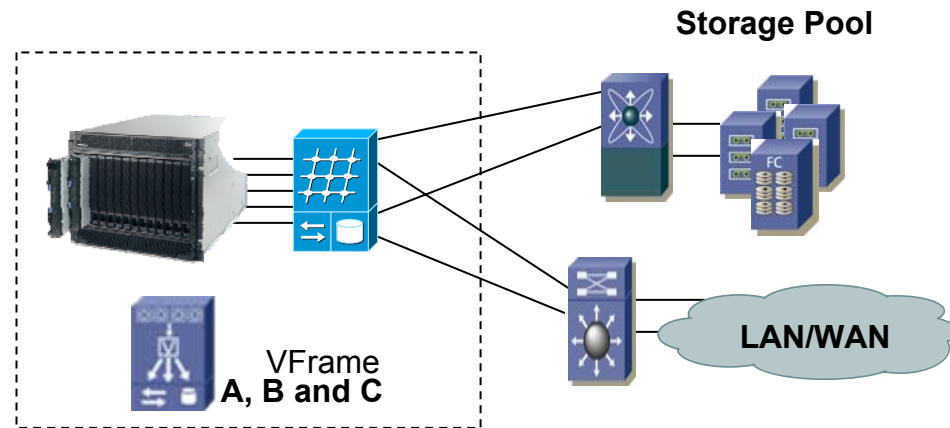 Storage Pool
FC
V
VFrame
A, B and C
LAN/WAN